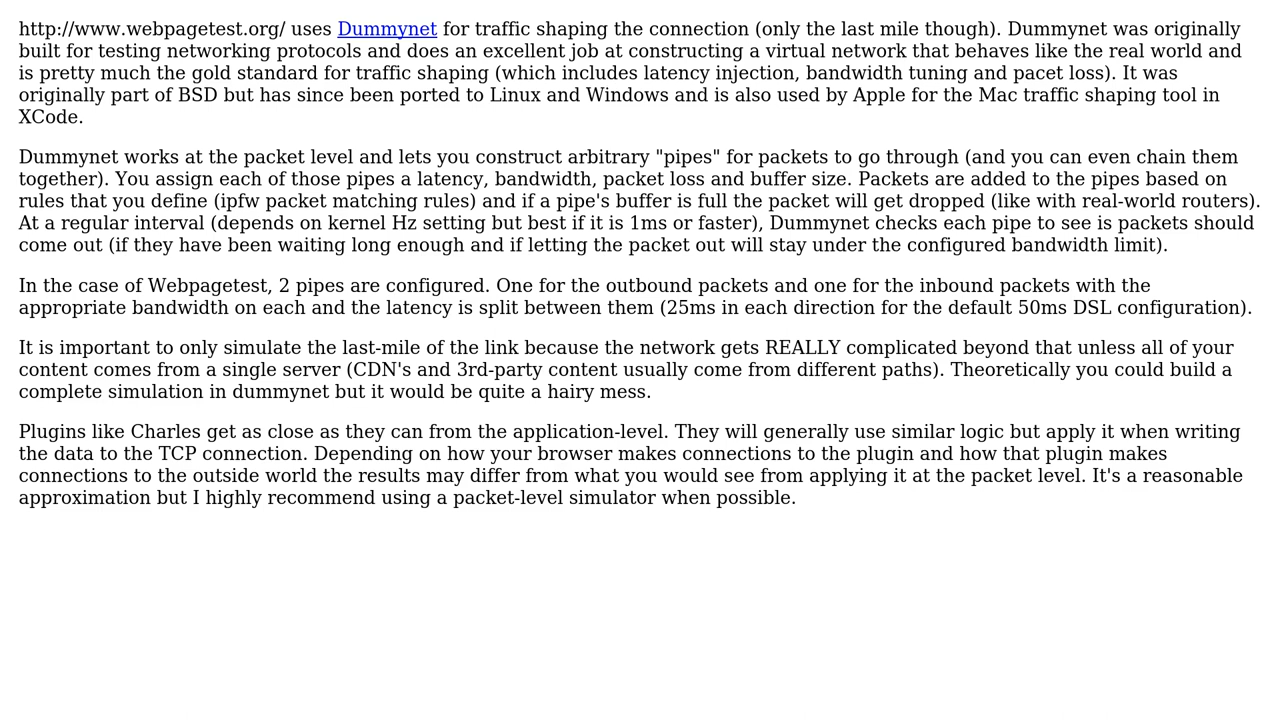 http://www.webpagetest.org/ uses Dummynet for traffic shaping the connection (only the last mile though). Dummynet was originally
built for testing networking protocols and does an excellent job at constructing a virtual network that behaves like the real world and
is pretty much the gold standard for traffic shaping (which includes latency injection, bandwidth tuning and pacet loss). It was
originally part of BSD but has since been ported to Linux and Windows and is also used by Apple for the Mac traffic shaping tool in
XCode.
Dummynet works at the packet level and lets you construct arbitrary "pipes" for packets to go through (and you can even chain them
together). You assign each of those pipes a latency, bandwidth, packet loss and buffer size. Packets are added to the pipes based on
rules that you define (ipfw packet matching rules) and if a pipe's buffer is full the packet will get dropped (like with real-world routers).
At a regular interval (depends on kernel Hz setting but best if it is 1ms or faster), Dummynet checks each pipe to see is packets should
come out (if they have been waiting long enough and if letting the packet out will stay under the configured bandwidth limit).
In the case of Webpagetest, 2 pipes are configured. One for the outbound packets and one for the inbound packets with the
appropriate bandwidth on each and the latency is split between them (25ms in each direction for the default 50ms DSL configuration).
It is important to only simulate the last-mile of the link because the network gets REALLY complicated beyond that unless all of your
content comes from a single server (CDN's and 3rd-party content usually come from different paths). Theoretically you could build a
complete simulation in dummynet but it would be quite a hairy mess.
Plugins like Charles get as close as they can from the application-level. They will generally use similar logic but apply it when writing
the data to the TCP connection. Depending on how your browser makes connections to the plugin and how that plugin makes
connections to the outside world the results may differ from what you would see from applying it at the packet level. It's a reasonable
approximation but I highly recommend using a packet-level simulator when possible.